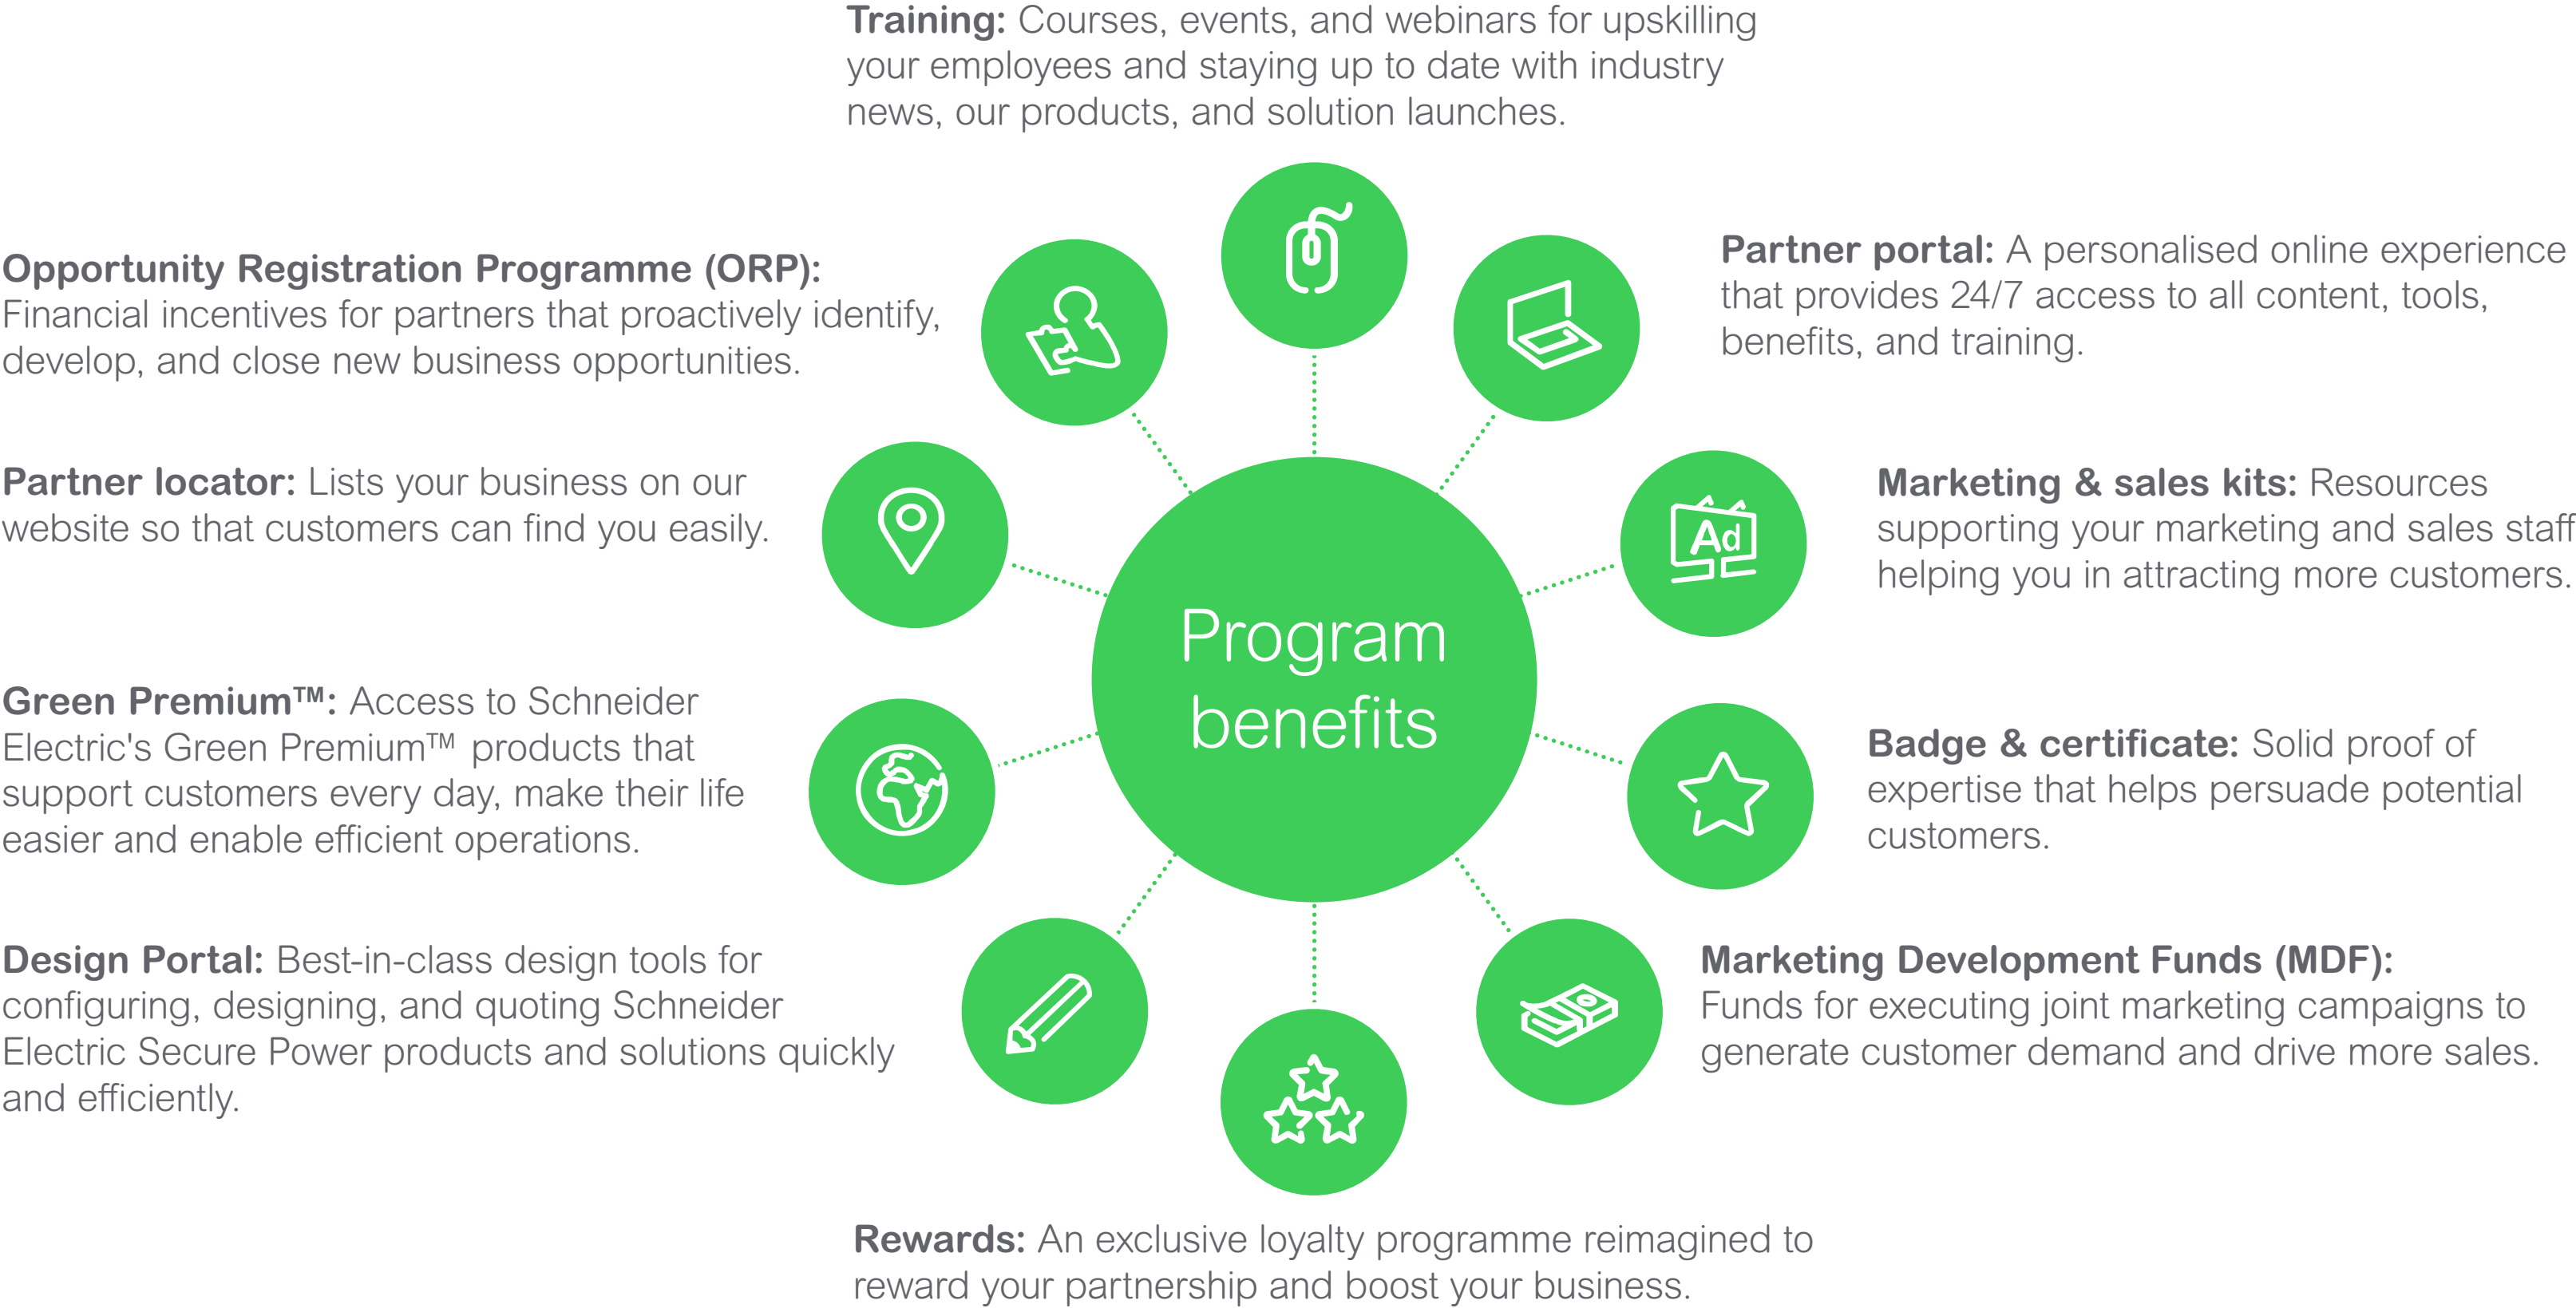 Training: Courses, events, and webinars for upskilling
your employees and staying up to date with industry
news, our products, and solution launches.
Partner portal: A personalised online experience
that provides 24/7 access to all content, tools,
benefits, and training.
Marketing & sales kits: Resources
supporting your marketing and sales staff
helping you in attracting more customers.
Badge & certificate: Solid proof of
expertise that helps persuade potential
customers.
Marketing Development Funds (MDF):
Funds for executing joint marketing campaigns to
generate customer demand and drive more sales.
Rewards: An exclusive loyalty programme reimagined to
reward your partnership and boost your business.
Design Portal: Best-in-class design tools for
configuring, designing, and quoting Schneider
Electric Secure Power products and solutions quickly
and efficiently.
Green Premium™: Access to Schneider
Electric's Green Premium™ products that
support customers every day, make their life
easier and enable efficient operations.
Partner locator: Lists your business on our
website so that customers can find you easily.
Opportunity Registration Programme (ORP):
Financial incentives for partners that proactively identify,
develop, and close new business opportunities.
Ad
Program
benefits